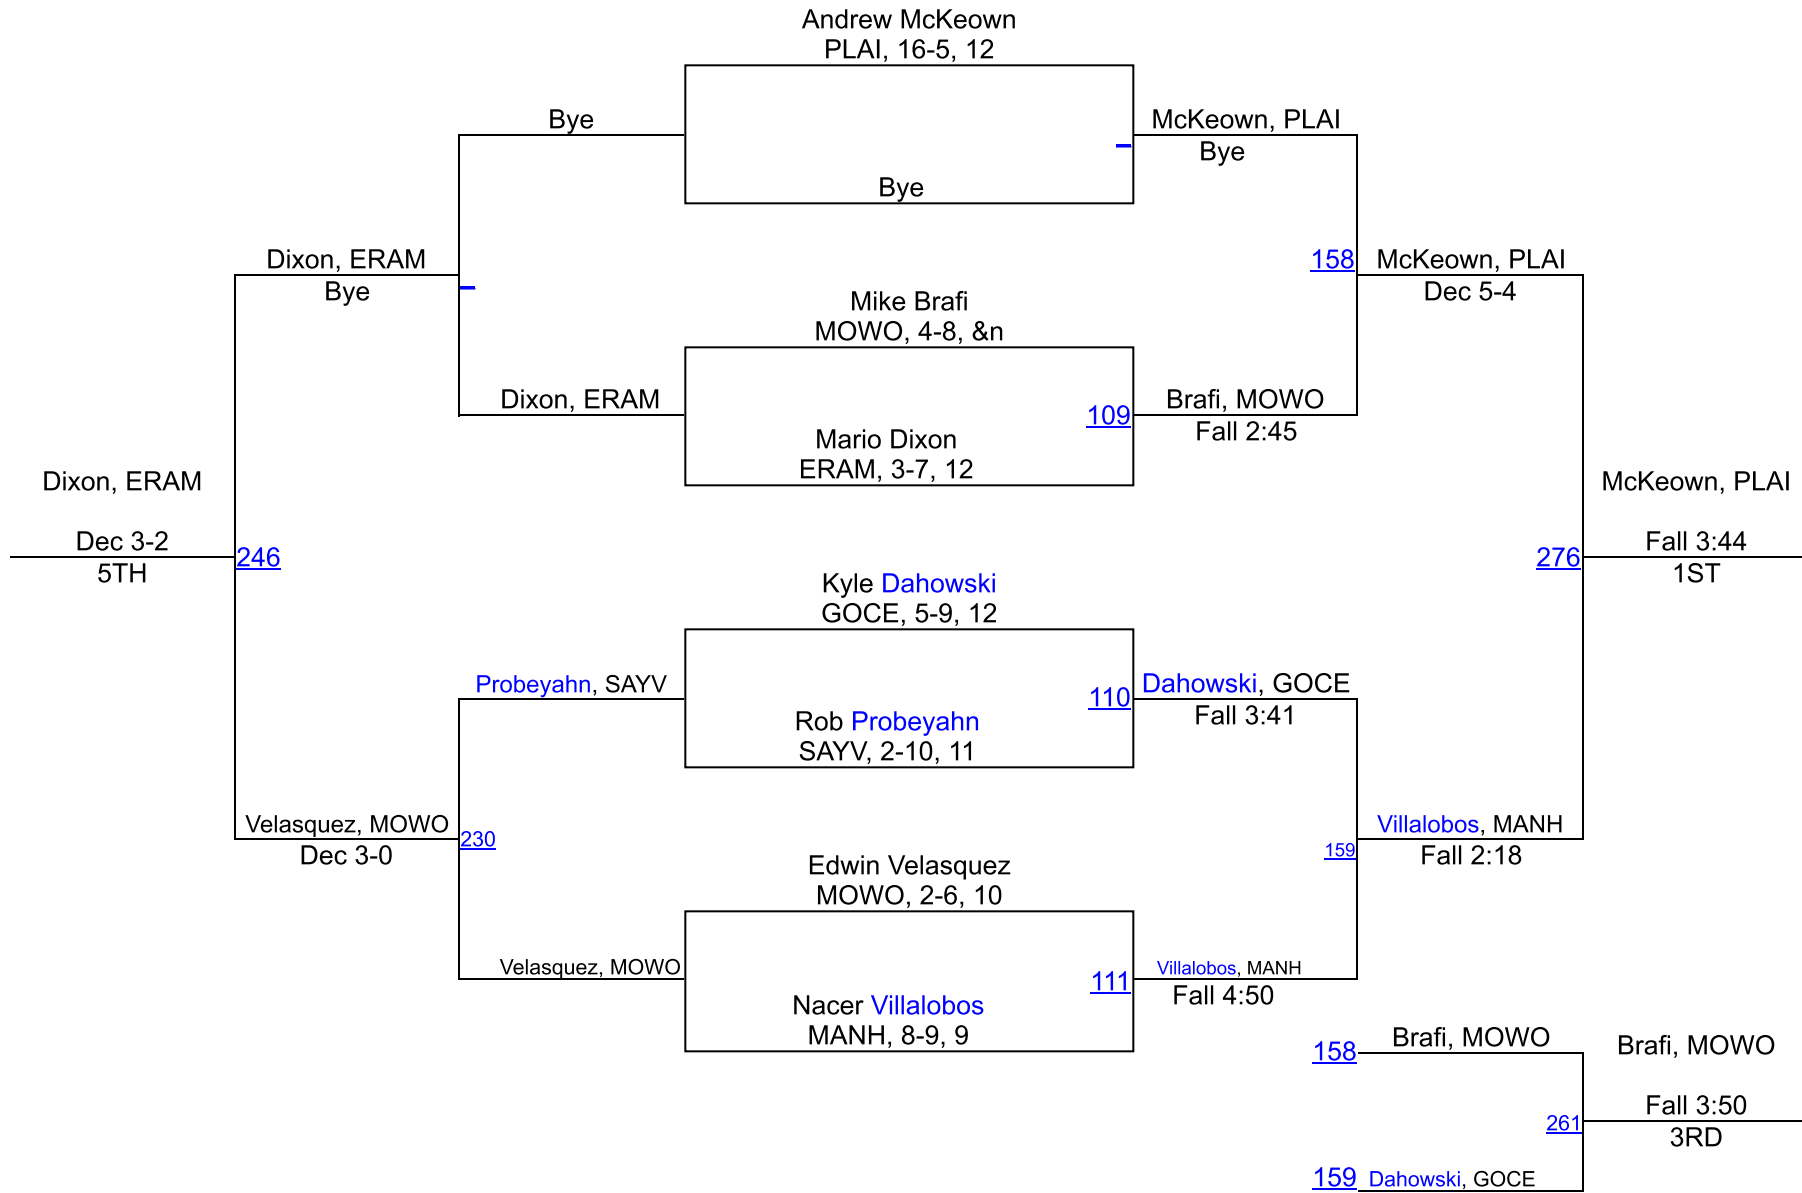 Andrew McKeown
PLAI, 16-5, 12
Bye
McKeown, PLAI
Bye
Bye
Dixon, ERAM
Bye
158
McKeown, PLAI
Dec 5-4
Mike Brafi
MOWO, 4-8, &n
Dixon, ERAM
109
Brafi, MOWO
Fall 2:45
Mario Dixon
ERAM, 3-7, 12
Dixon, ERAM
Dec 3-2
5TH
246
McKeown, PLAI
276
Fall 3:44
1ST
Kyle Dahowski
GOCE, 5-9, 12
Probeyahn, SAYV
110
Dahowski, GOCE
Fall 3:41
Rob Probeyahn
SAYV, 2-10, 11
Velasquez, MOWO
Dec 3-0
230
159
Villalobos, MANH
Fall 2:18
Edwin Velasquez
MOWO, 2-6, 10
Velasquez, MOWO
111
Villalobos, MANH
Fall 4:50
Nacer Villalobos
MANH, 8-9, 9
158
Brafi, MOWO
Brafi, MOWO
261
Fall 3:50
3RD
159
Dahowski, GOCE